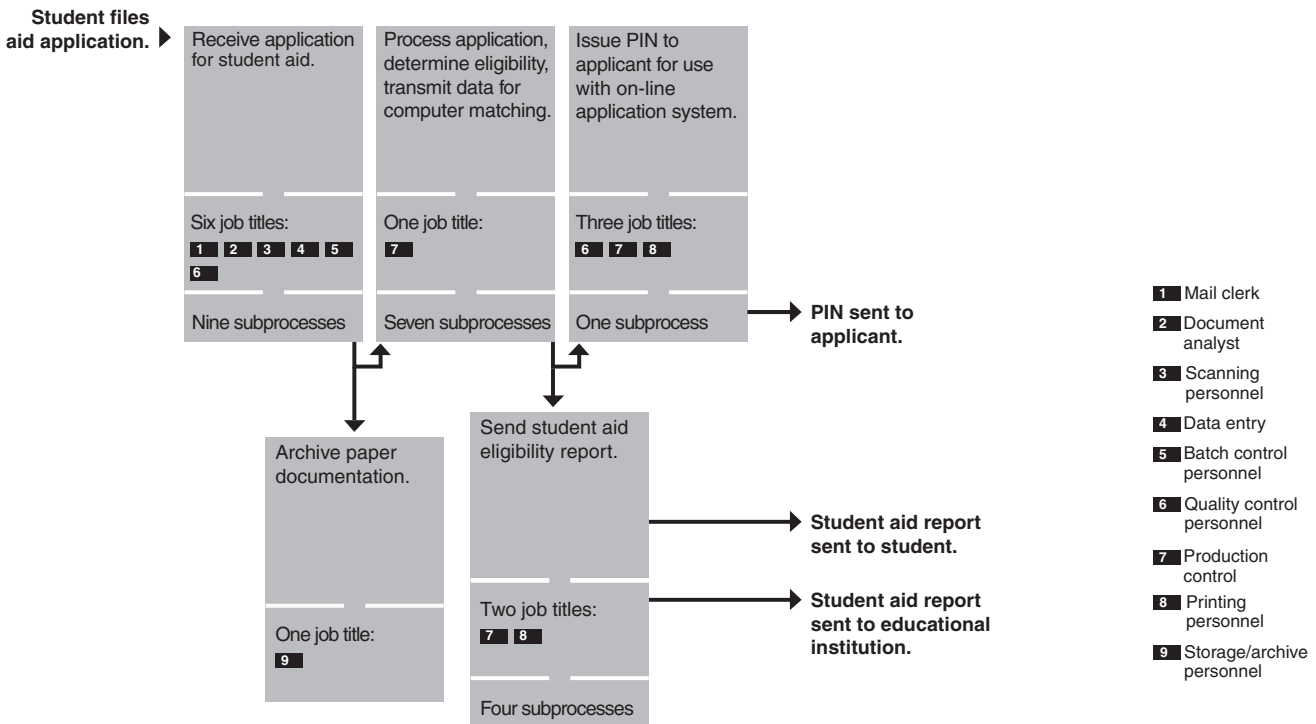 Student files
aid application.
Receive application
for student aid.
Six job titles:
1 2 3 4 5
6
Nine subprocesses
Process application,
determine eligibility,
transmit data for
computer matching.
One job title:
7
Seven subprocesses
Issue PIN to
applicant for use
with on-line
application system.
Three job titles:
6 7 8
One subprocess
PIN sent to
applicant.
Archive paper
documentation.
One job title:
9
Send student aid
eligibility report.
Two job titles:
7 8
Four subprocesses
Student aid report
sent to student.
Student aid report
sent to educational
institution.
1 Mail clerk
2 Document
analyst
3 Scanning
personnel
4 Data entry
5 Batch control
personnel
6 Quality control
personnel
7 Production
control
8 Printing
personnel
9 Storage/archive
personnel